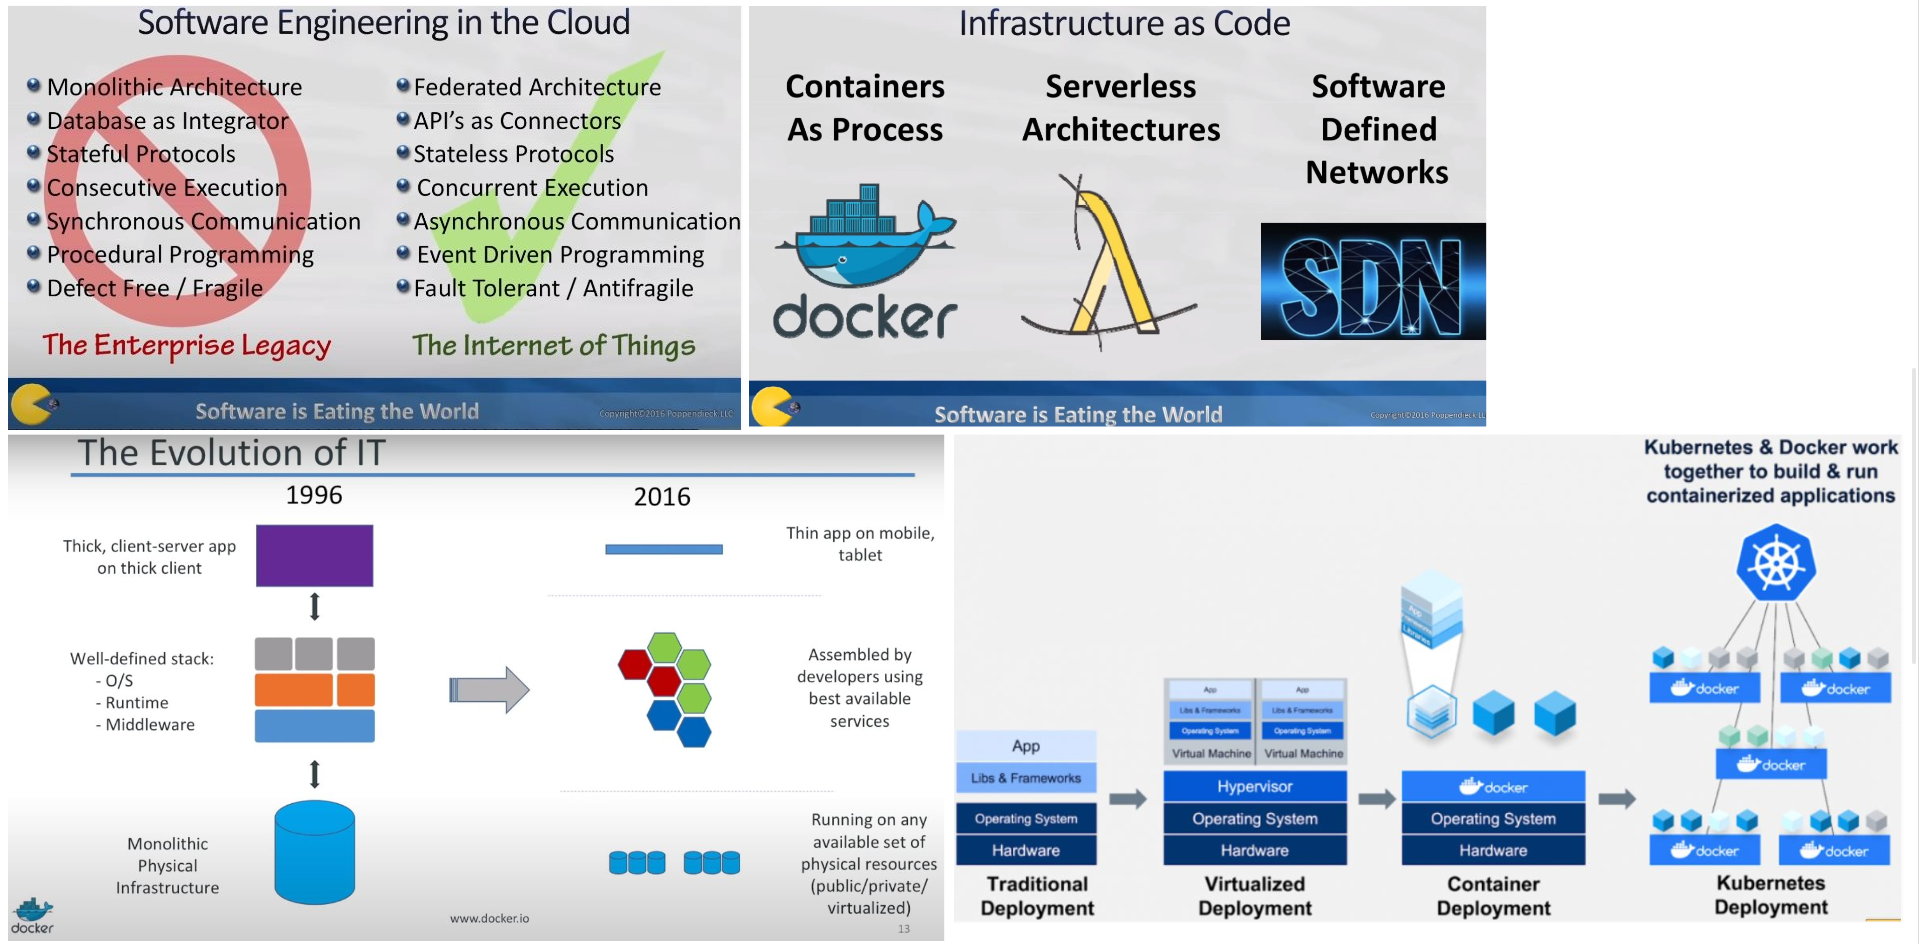 Software Engineering in the Cloud
Monolithic Architecture
Database as Integrator
Stateful Protocols
Consecutive Execution
Synchronous Communication
Procedural Programming
Defect Free / Fragile
The Enterprise Legacy
Federated Architecture
API's as Connectors
Stateless Protocols
Concurrent Execution
Asynchronous Communication
Event Driven Programming
Fault Tolerant / Antifragile
The Internet of Things
Software is Eating the World
Copyright©2016 Poppendieck LLC
Infrastructure as Code
Containers
As Process
docker
Serverless
Architectures
Software
Defined
Networks
SDN
Software is Eating the World
Copyright©2016 Poppendieck LL
The Evolution of IT
1996
2016
Thick, client-server app
on thick client
Thin app on mobile,
tablet
Well-defined stack:
- O/S
- Runtime
- Middleware
Assembled by
developers using
best available
services
Monolithic
Physical
Infrastructure
Running on any
available set of
physical resources
(public/private/
virtualized)
docker
www.docker.io
13
App
Libs & Frameworks
Operating System
Hardware
Traditional
Deployment
App
Libs & Frameworks
Operating System
Virtual Machine
App
Libs & Frameworks
Operating System
Virtual Machine
Hypervisor
Operating System
Hardware
Virtualized
Deployment
App
Libraries
docker
Operating System
Hardware
Container
Deployment
Kubernetes & Docker work
together to build & run
containerized applications
docker
docker
docker
docker
docker
Kubernetes
Deployment